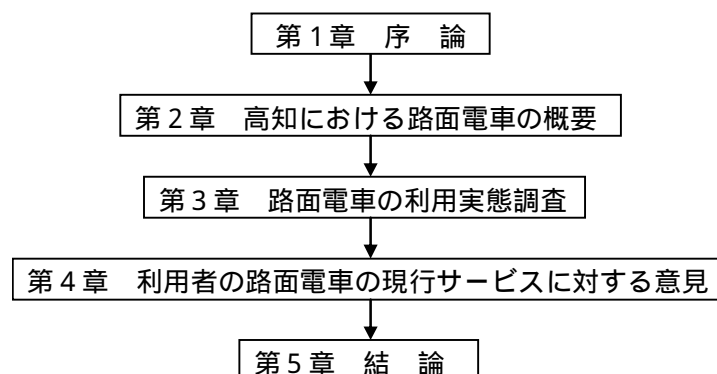 第1章　序　論
第2章　高知における路面電車の概要
第3章　路面電車の利用実態調査
第4章　利用者の路面電車の現行サービスに対する意見
第5章　結　論